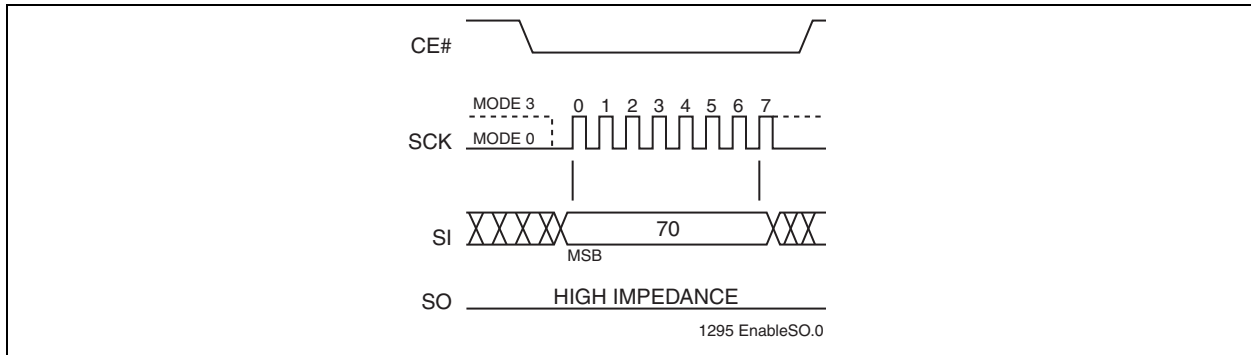 CE#
MODE 3
0 1 2 3 4 5 6 7
SCK
MODE 0
SI
70
MSB
SO
HIGH IMPEDANCE
1295 EnableSO.0